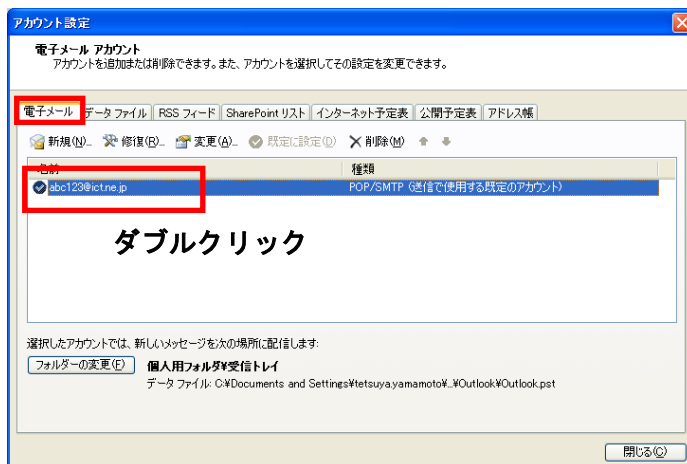 アカウント設定
電子メール アカウント
アカウントを追加または削除できます。また、アカウントを選択してその設定を変更できます。
電子メール データ ファイル RSS フィード SharePoint リスト インターネット予定表 公開予定表 アドレス帳
新規(N)... 修復(R)... 変更(A)... 既定に設定(D) 削除(M)
名前 種類
abc123@ict.ne.jp POP/SMTP (送信で使用する既定のアカウント)
ダブルクリック
選択したアカウントでは、新しいメッセージを次の場所に配信します:
フォルダーの変更(F) 個人用フォルダ¥受信トレイ
データ ファイル: C:¥Documents and Settings¥tetsuya.yamamoto¥...¥Outlook¥Outlook.pst
閉じる(C)